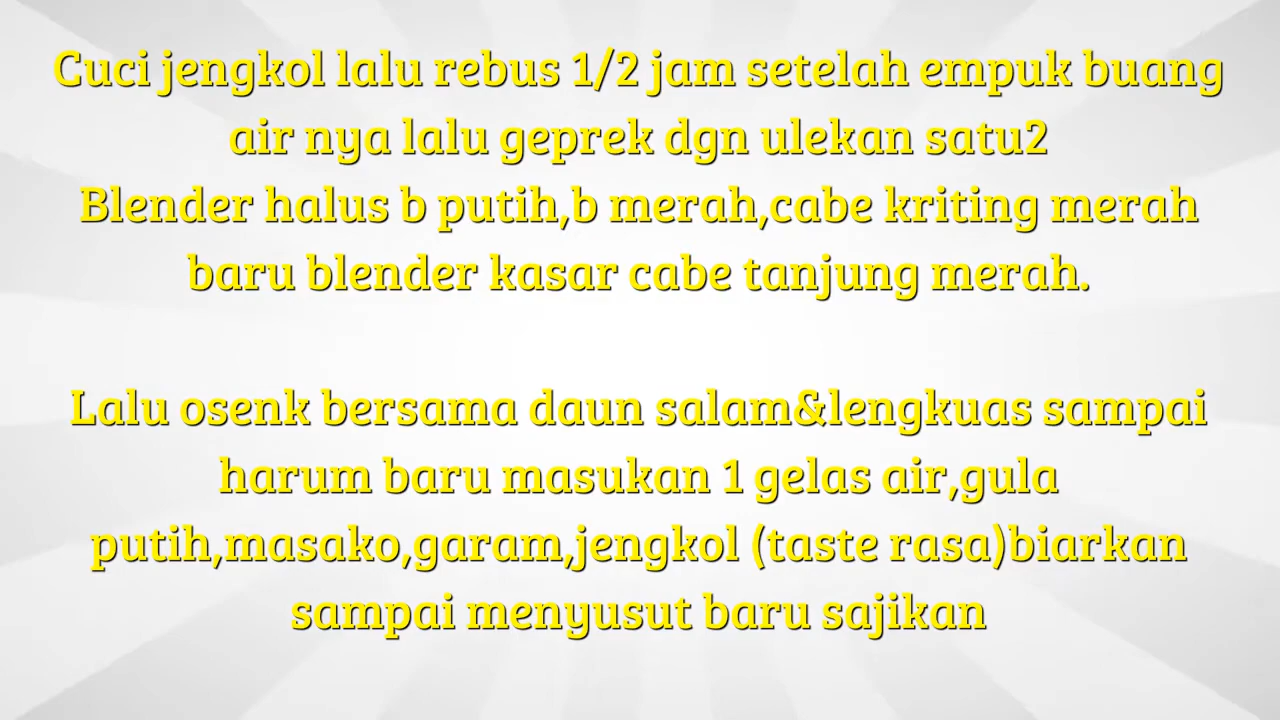 Cuci jengkol lalu rebus 1/2 jam setelah empuk buang
air nya lalu geprek dgn ulekan satu2
Blender halus b putih,b merah,cabe kriting merah
baru blender kasar cabe tanjung merah.
Lalu osenk bersama daun salam&lengkuas sampai
harum baru masukan 1 gelas air,gula
putih,masako,garam,jengkol (taste rasa)biarkan
sampai menyusut baru sajikan